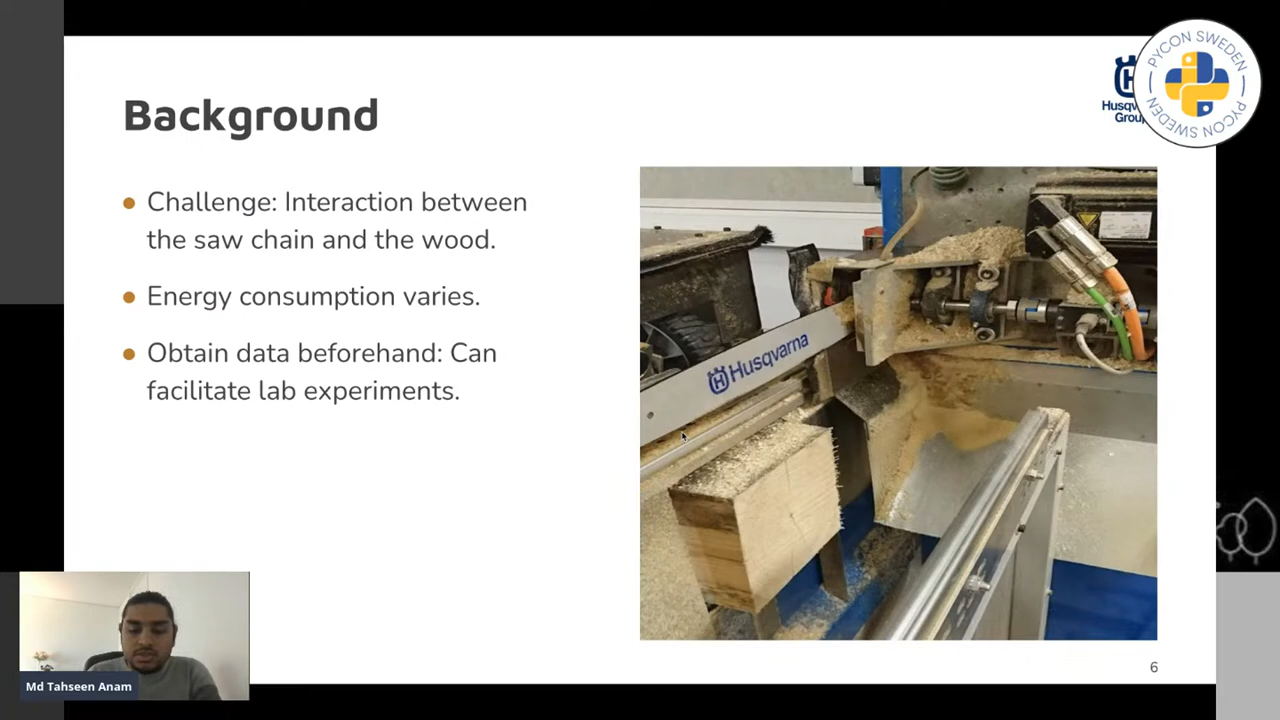 Background
Husqv
Group
PYCON SWEDEN
PYCON SWEDEN
● Challenge: Interaction between
the saw chain and the wood.
● Energy consumption varies.
● Obtain data beforehand: Can
facilitate lab experiments.
Husqvarna
6
Md Tahseen Anam